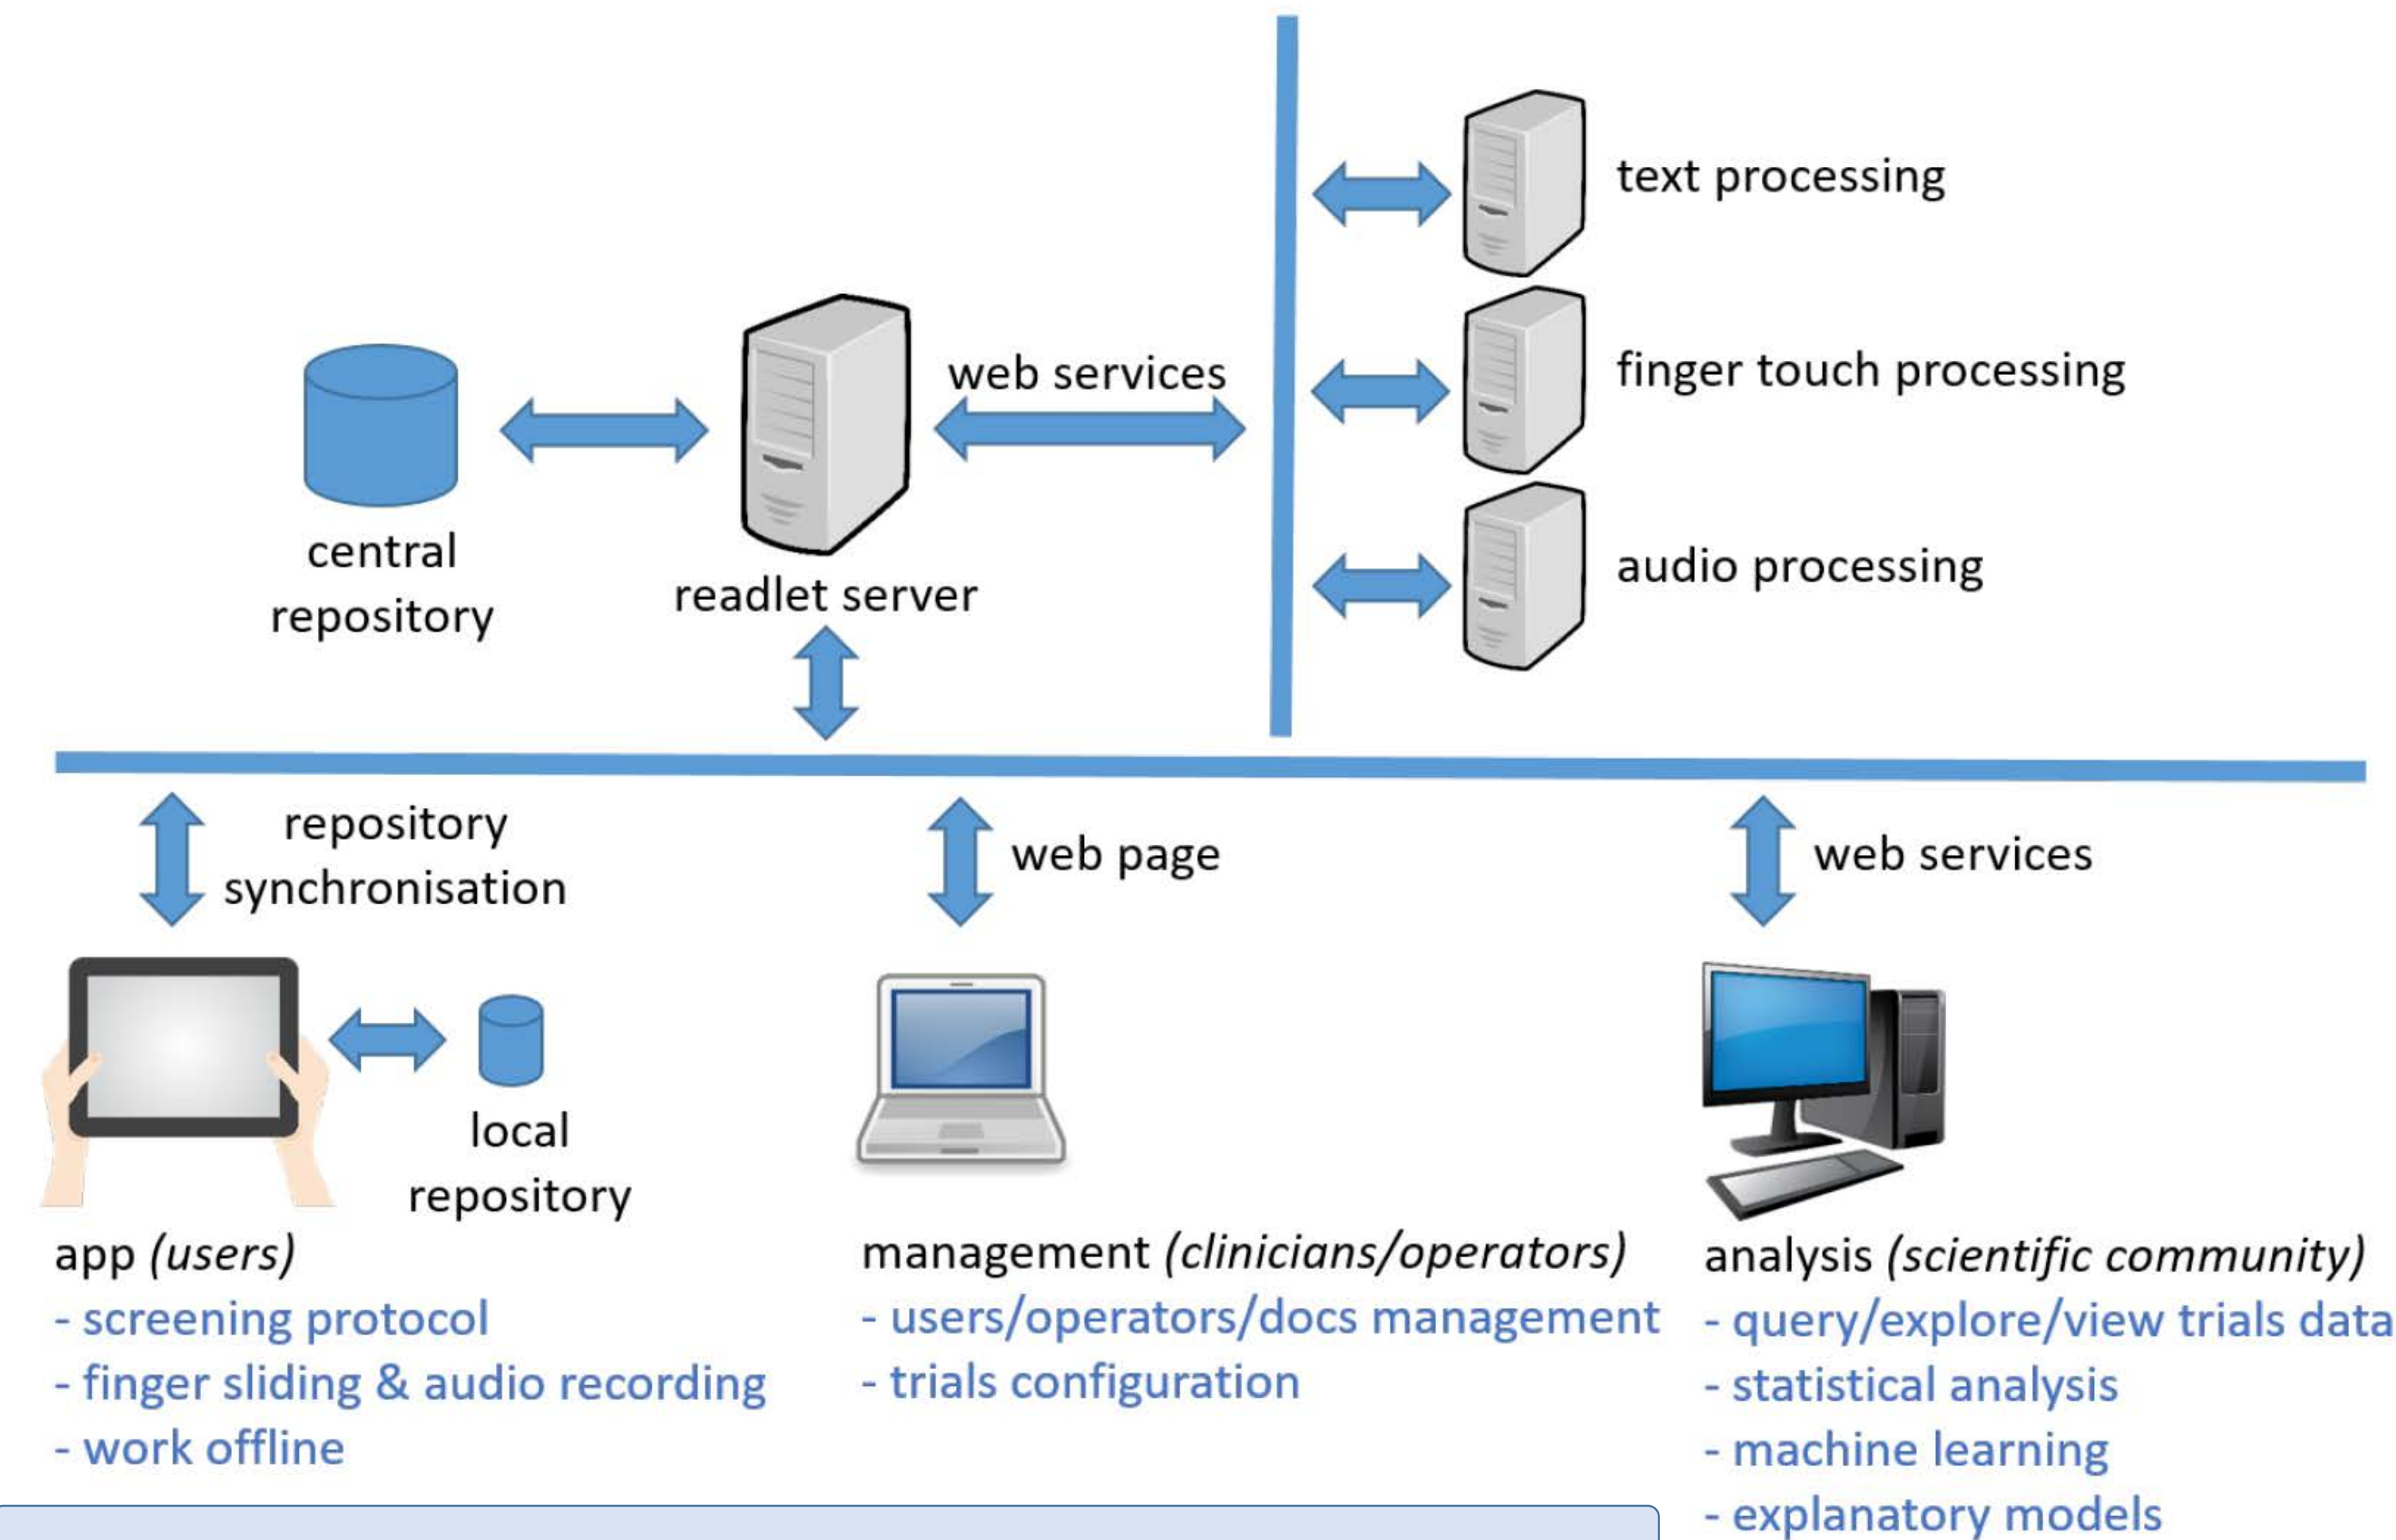 text processing
finger touch processing
audio processing
web services
central
repository
readlet server
repository
synchronisation
web page
web services
local
repository
app (users)
- screening protocol
- finger sliding & audio recording
- work offline
management (clinicians/operators)
- users/operators/docs management
- trials configuration
analysis (scientific community)
- query/explore/view trials data
- statistical analysis
- machine learning
- explanatory models